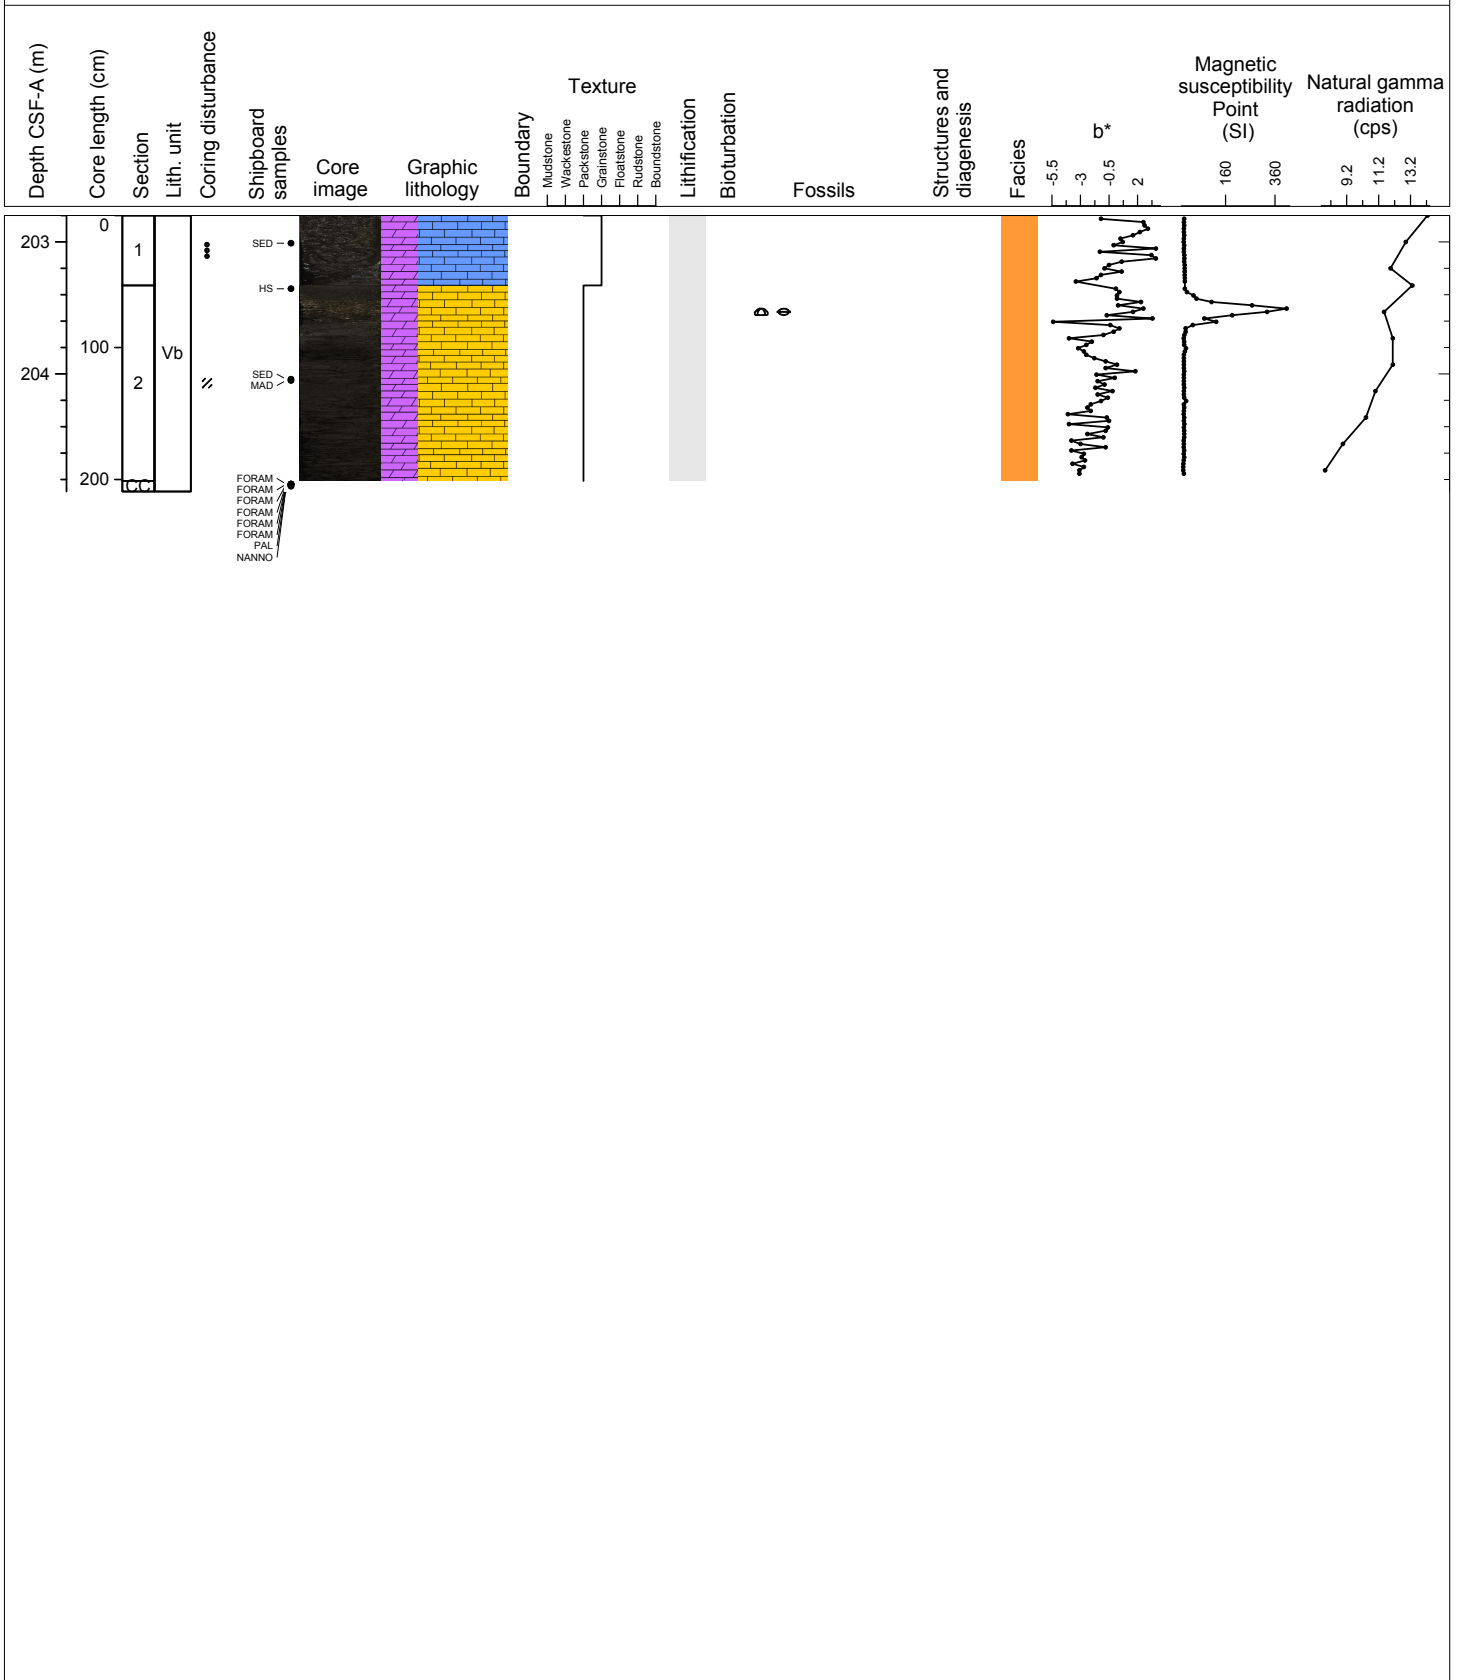 Depth CSF-A (m)
Core length (cm)
Section
Lith. unit
Coring disturbance
Shipboard
samples
Core
image
Graphic
lithology
Boundary
Texture
Mudstone
Wackestone
Packstone
Grainstone
Floatstone
Rudstone
Boundstone
Lithification
Bioturbation
Fossils
Structures and
diagenesis
Facies
b*
-5.5
-3
-0.5
2
Magnetic
susceptibility
Point
(SI)
160
360
Natural gamma
radiation
(cps)
9.2
11.2
13.2
203
204
0
100
200
1
2
CC
Vb
SED
HS
SED
MAD
FORAM
FORAM
FORAM
FORAM
FORAM
FORAM
PAL
NANNO